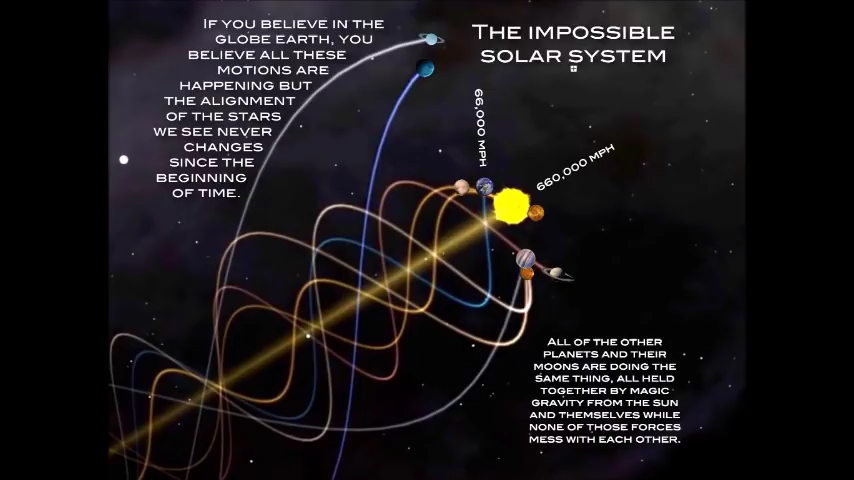 If you believe in the
globe earth, you
believe all these
motions are
happening but
the alignment
of the stars
we see never
changes
since the
beginning
of time.
The impossible
solar system
66,000 mph
660,000 mph
All of the other
planets and their
moons are doing the
same thing, all held
together by magic
gravity from the sun
and themselves while
none of those forces
mess with each other.